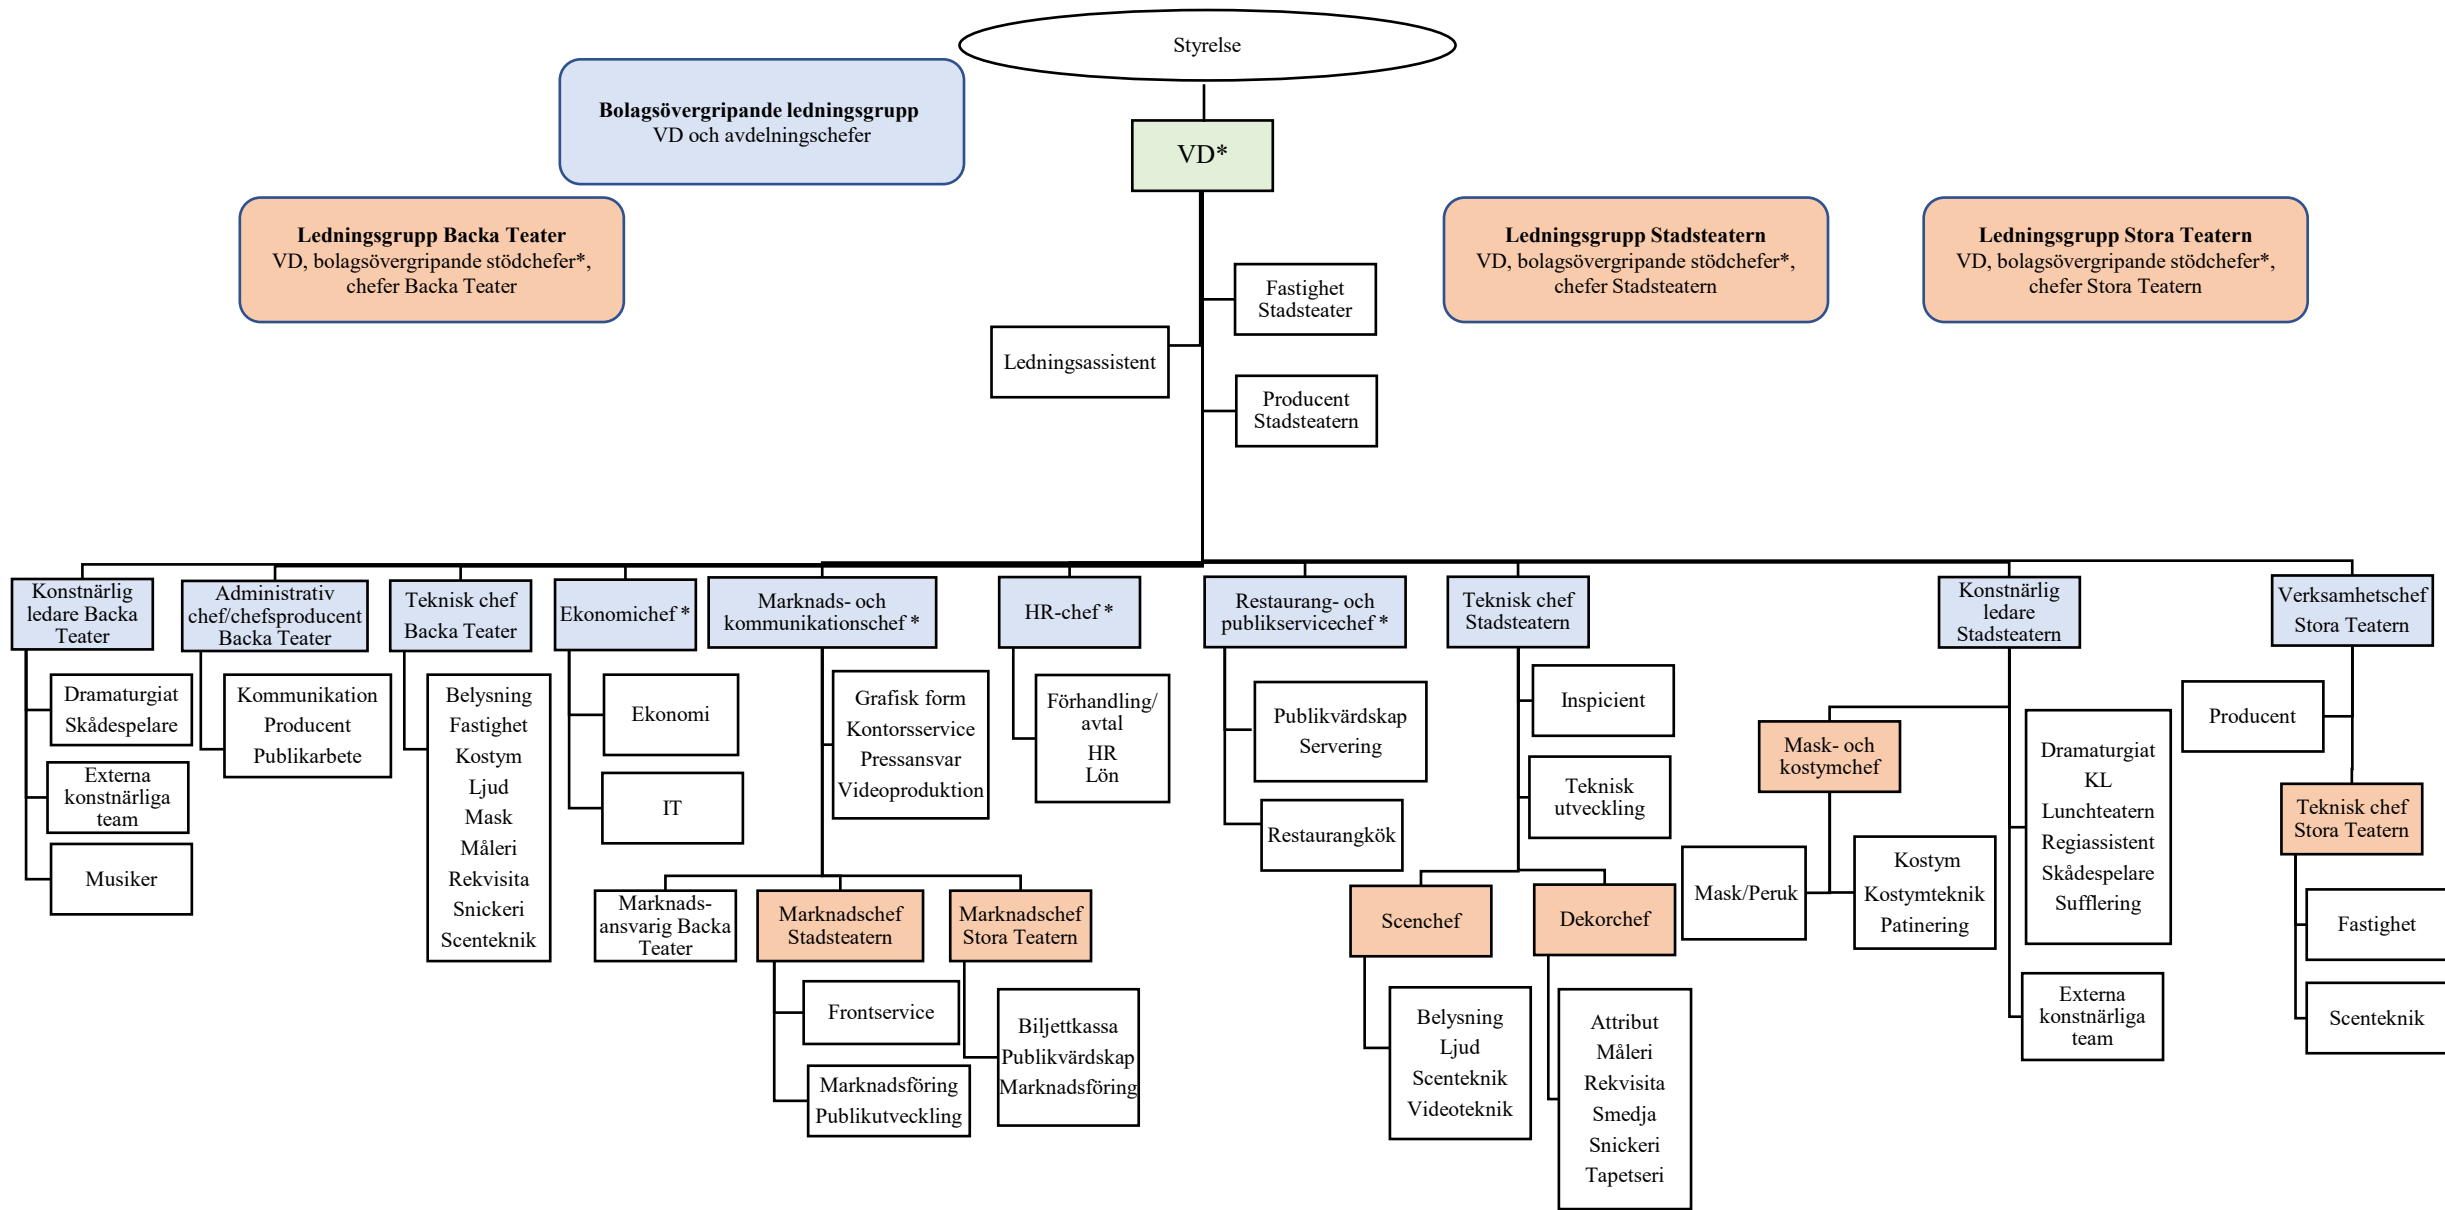 Styrelse
Bolagsövergripande ledningsgrupp
VD och avdelningschefer
VD*
Ledningsgrupp Backa Teater
VD, bolagsövergripande stödchefer*,
chefer Backa Teater
Ledningsgrupp Stadsteatern
VD, bolagsövergripande stödchefer*,
chefer Stadsteatern
Ledningsgrupp Stora Teatern
VD, bolagsövergripande stödchefer*,
chefer Stora Teatern
Fastighet
Stadsteater
Ledningsassistent
Producent
Stadsteatern
Konstnärlig
ledare Backa
Teater
Dramaturgiat
Skådespelare
Externa
konstnärliga
team
Musiker
Administrativ
chef/chefsproducent
Backa Teater
Kommunikation
Producent
Publikarbete
Teknisk chef
Backa Teater
Belysning
Fastighet
Kostym
Ljud
Mask
Måleri
Rekvisita
Snickeri
Scenteknik
Ekonomichef *
Ekonomi
IT
Marknads- och
kommunikationschef *
Grafisk form
Kontorsservice
Pressansvar
Videoproduktion
Marknads-
ansvarig Backa
Teater
Marknadschef
Stadsteatern
Frontservice
Marknadsföring
Publikutveckling
Marknadschef
Stora Teatern
Biljettkassa
Publikvärdskap
Marknadsföring
HR-chef *
Förhandling/
avtal
HR
Lön
Restaurang- och
publikservicechef *
Publikvärdskap
Servering
Restaurangkök
Teknisk chef
Stadsteatern
Inspicient
Teknisk
utveckling
Scenchef
Belysning
Ljud
Scenteknik
Videoteknik
Dekorchef
Attribut
Måleri
Rekvisita
Smedja
Snickeri
Tapetseri
Konstnärlig
ledare
Stadsteatern
Mask- och
kostymchef
Mask/Peruk
Kostym
Kostymteknik
Patinering
Dramaturgiat
KL
Lunchteatern
Regiassistent
Skådespelare
Sufflering
Externa
konstnärliga
team
Verksamhetschef
Stora Teatern
Producent
Teknisk chef
Stora Teatern
Fastighet
Scenteknik